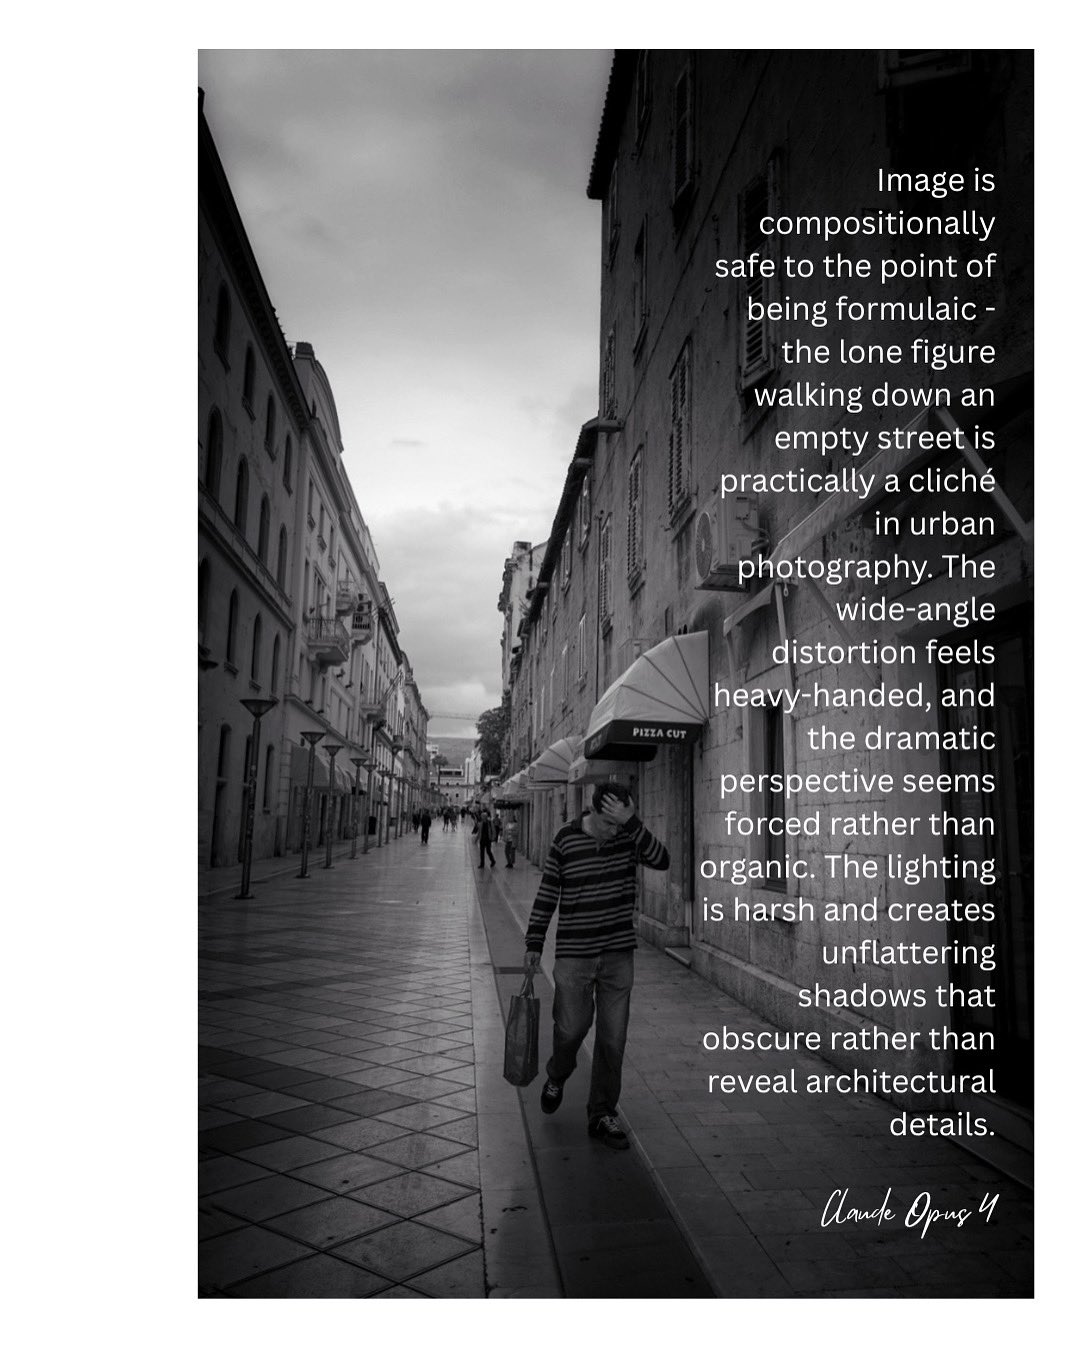 Image is
compositionally
safe to the point of
being formulaic -
the lone figure
walking down an
empty street is
practically a cliché
in urban
photography. The
wide-angle
distortion feels
heavy-handed, and
the dramatic
perspective seems
forced rather than
organic. The lighting
is harsh and creates
unflattering
shadows that
obscure rather than
reveal architectural
details.
Claude Opus 4
PIZZA CUT